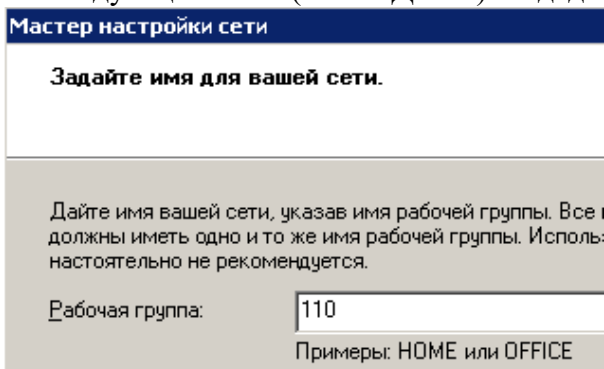 Мастер настройки сети
Задайте имя для вашей сети.
Дайте имя вашей сети, указав имя рабочей группы. Все
должны иметь одно и то же имя рабочей группы.
настоятельно не рекомендуется.
Рабочая группа:
110
Примеры: HOME или OFFICE